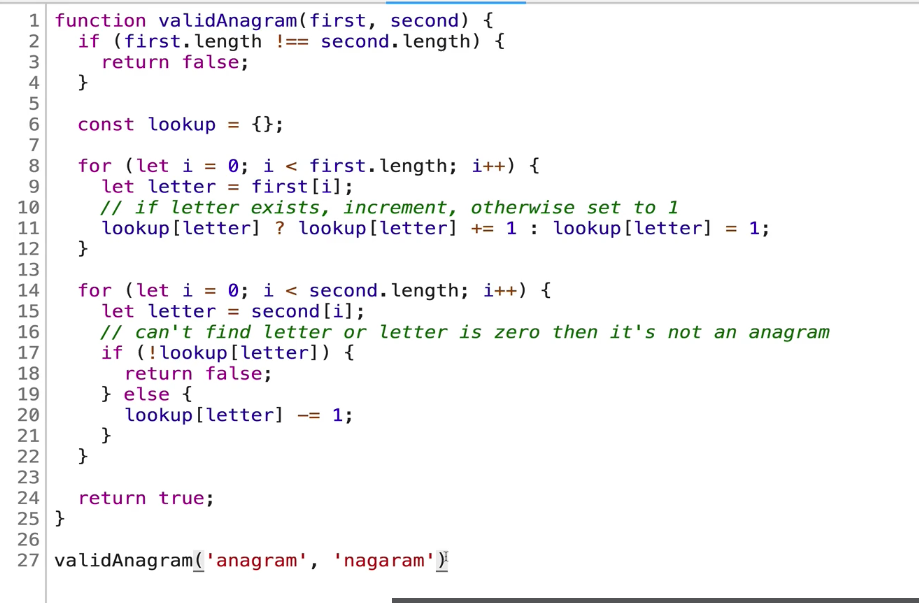 1 function validAnagram(first, second) {
2   if (first.length !== second.length) {
3     return false;
4   }
5
6   const lookup = {};
7
8   for (let i = 0; i < first.length; i++) {
9     let letter = first[i];
10     // if letter exists, increment, otherwise set to 1
11     lookup[letter] ? lookup[letter] += 1 : lookup[letter] = 1;
12   }
13
14   for (let i = 0; i < second.length; i++) {
15     let letter = second[i];
16     // can't find letter or letter is zero then it's not an anagram
17     if (!lookup[letter]) {
18       return false;
19     } else {
20       lookup[letter] -= 1;
21     }
22   }
23
24   return true;
25 }
26
27 validAnagram('anagram', 'nagaram')